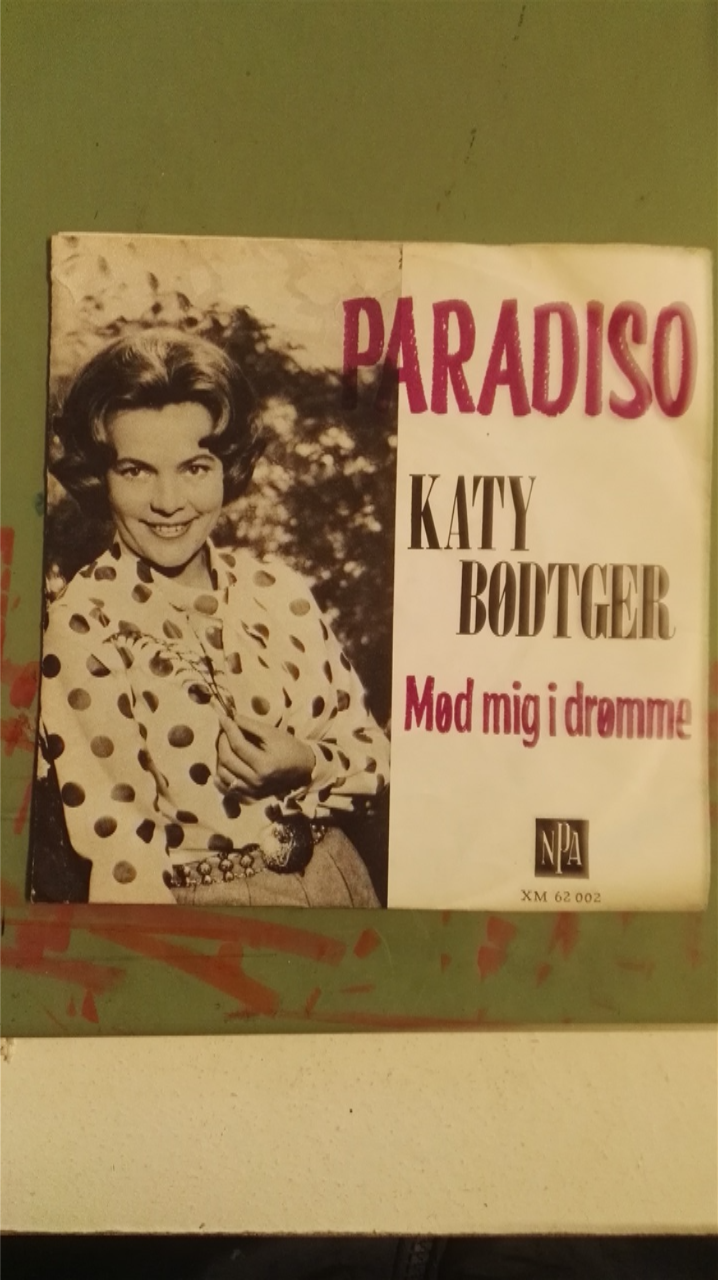 PARADISO
KATY
BØDTGER
Mød mig i drømme
NPA
XM 62 002